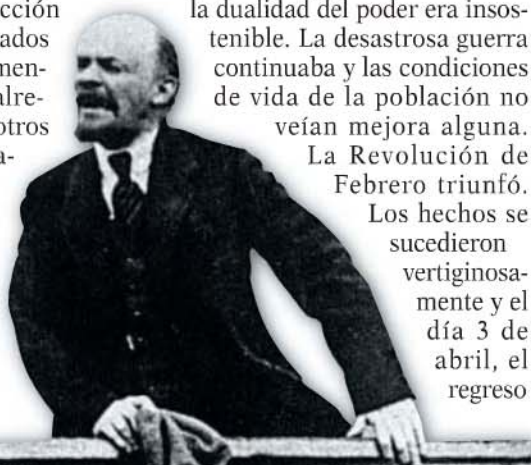 cción
ados
men-
alre-
otros
a-
la dualidad del poder era insos-
tenible. La desastrosa guerra
continuaba y las condiciones
de vida de la población no
veían mejora alguna.
La Revolución de
Febrero triunfó.
Los hechos se
sucedieron
vertiginosa-
mente y el
día 3 de
abril, el
regreso